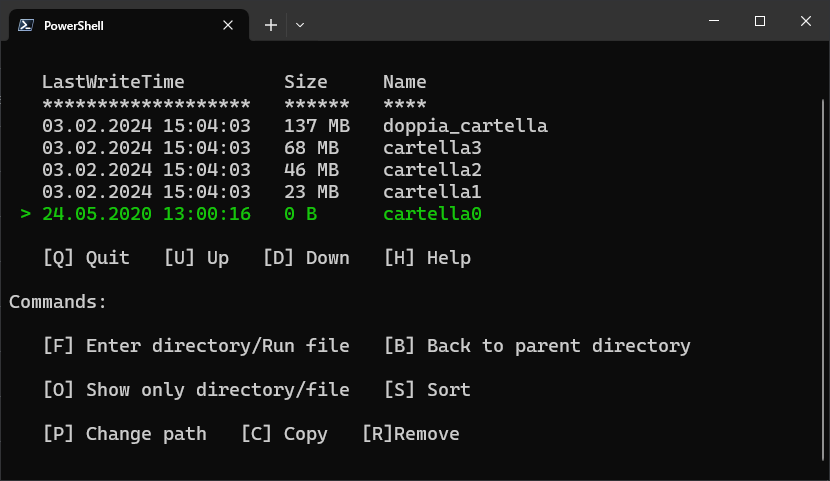 PowerShell
LastWriteTime Size Name
******************* ****** ****
03.02.2024 15:04:03 137 MB doppia_cartella
03.02.2024 15:04:03 68 MB cartella3
03.02.2024 15:04:03 46 MB cartella2
03.02.2024 15:04:03 23 MB cartella1
> 24.05.2020 13:00:16 0 B cartella0
[Q] Quit [U] Up [D] Down [H] Help
Commands:
[F] Enter directory/Run file [B] Back to parent directory
[O] Show only directory/file [S] Sort
[P] Change path [C] Copy [R]Remove